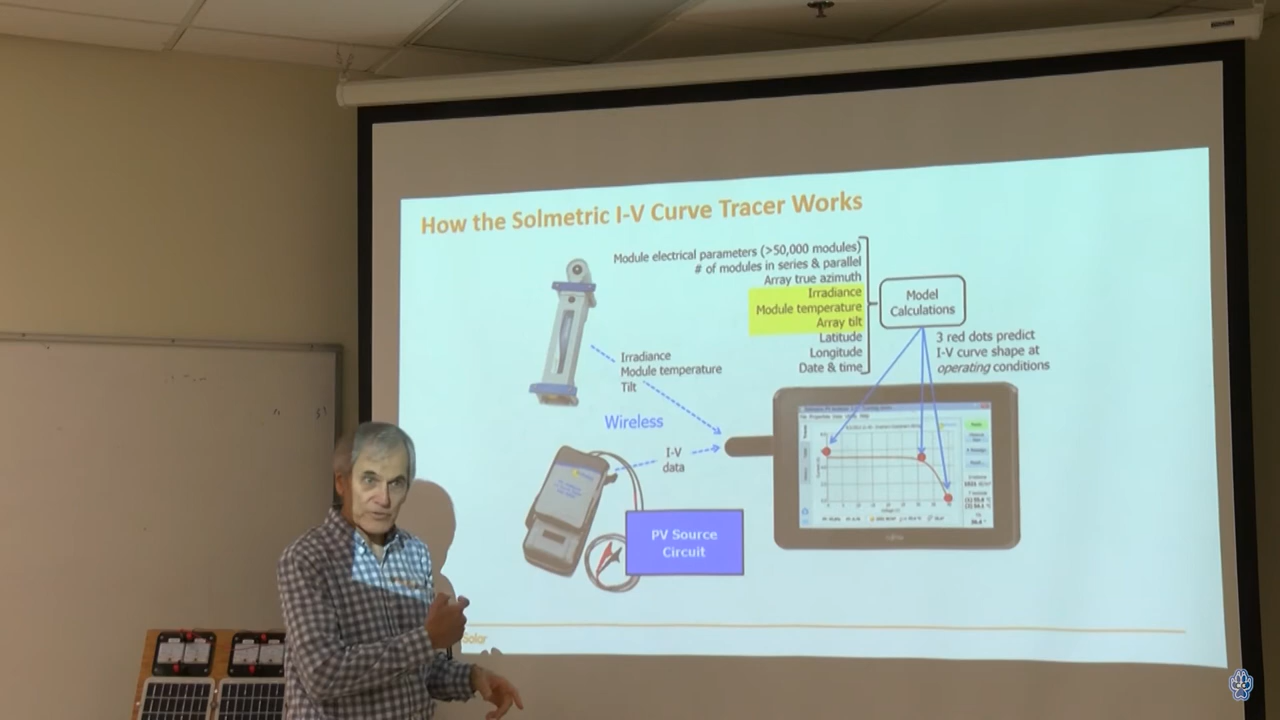 How the Solmetric I-V Curve Tracer Works
Module electrical parameters (>50,000 modules)
# of modules in series & parallel
Array true azimuth
Irradiance
Module temperature
Array tilt
Latitude
Longitude
Date & time
Model
Calculations
3 red dots predict
I-V curve shape at
operating conditions
Irradiance
Module temperature
Tilt
Wireless
I-V
data
PV Source
Circuit
Solar